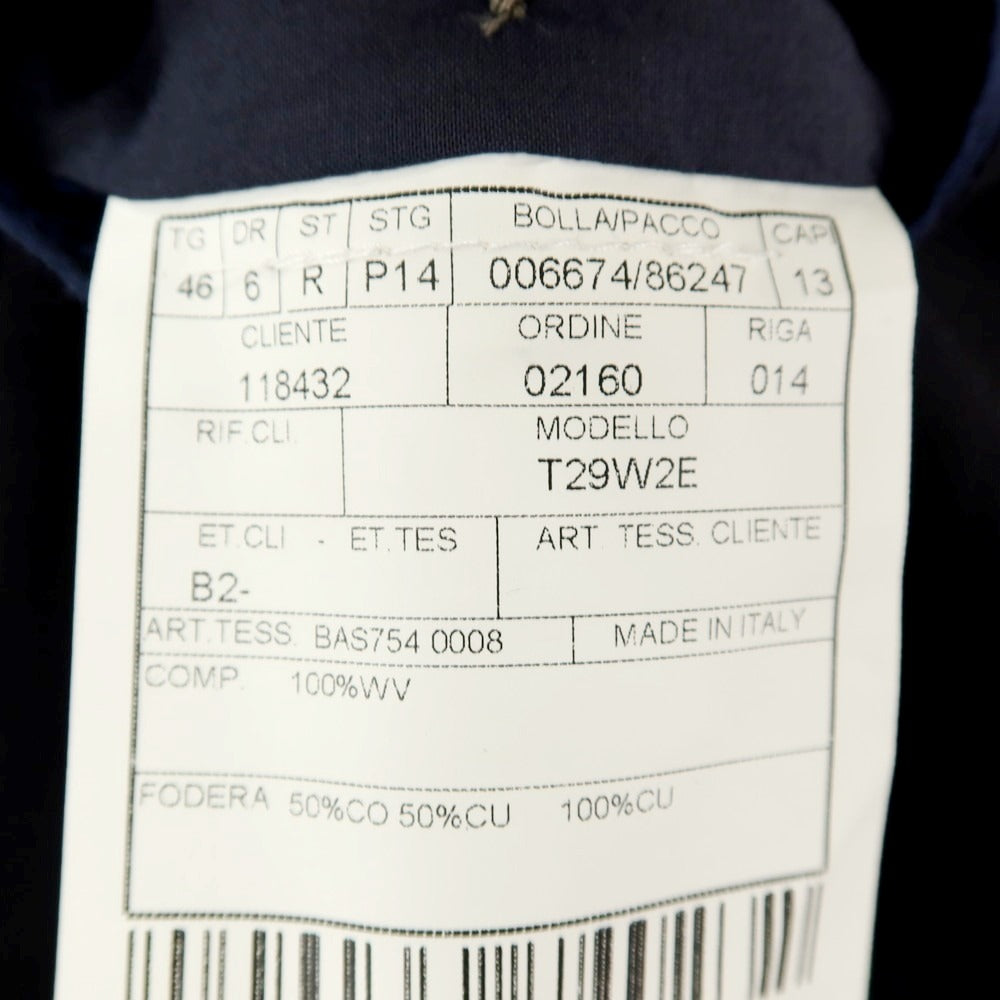 TG DR ST STG BOLLA/PACCO CAPI
46 6 R P14 006674/86247 13
CLIENTE ORDINE RIGA
118432 02160 014
RIF.CLI. MODELLO
T29W2E
ET.CLI - ET.TES ART. TESS. CLIENTE
B2-
ART.TESS. BAS754 0008 MADE IN ITALY
COMP. 100%WV
FODERA 50%CO 50%CU 100%CU